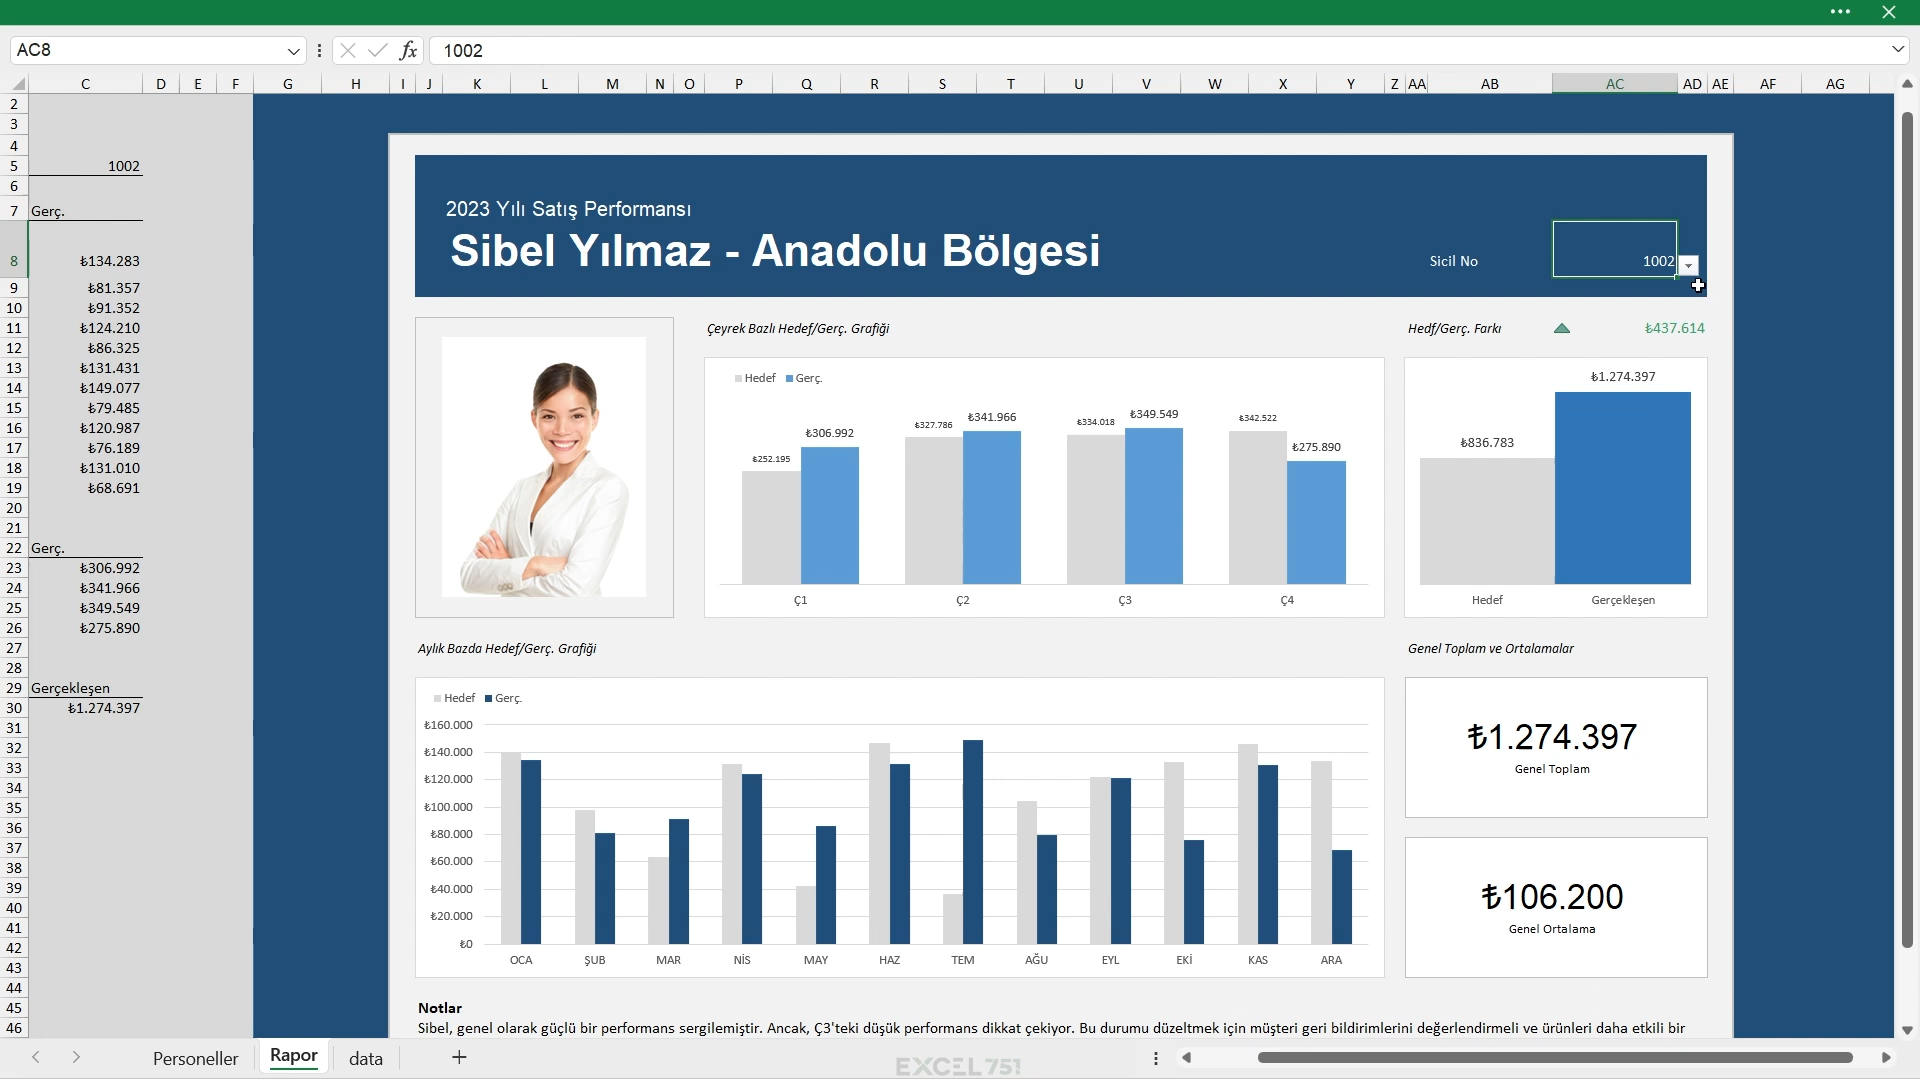 AC8
fx
1002
C D E F G H I J K L M N O P Q R S T U V W X Y Z AA AB AC AD AE AF AG
2
3
4
5 1002
6
7 Gerç.
8 ₺134.283
9 ₺81.357
10 ₺91.352
11 ₺124.210
12 ₺86.325
13 ₺131.431
14 ₺149.077
15 ₺79.485
16 ₺120.987
17 ₺76.189
18 ₺131.010
19 ₺68.691
20
21
22 Gerç.
23 ₺306.992
24 ₺341.966
25 ₺349.549
26 ₺275.890
27
28
29 Gerçekleşen
30 ₺1.274.397
31
32
33
34
35
36
37
38
39
40
41
42
43
44
45
46
2023 Yılı Satış Performansı
Sibel Yılmaz - Anadolu Bölgesi
Sicil No 1002
Çeyrek Bazlı Hedef/Gerç. Grafiği
Hedef Gerç.
₺252.195 ₺306.992 ₺327.786 ₺341.966 ₺334.018 ₺349.549 ₺342.522 ₺275.890
Ç1 Ç2 Ç3 Ç4
Hedf/Gerç. Farkı ₺437.614
₺836.783 ₺1.274.397
Hedef Gerçekleşen
Aylık Bazda Hedef/Gerç. Grafiği
Hedef Gerç.
₺160.000
₺140.000
₺120.000
₺100.000
₺80.000
₺60.000
₺40.000
₺20.000
₺0
OCA ŞUB MAR NİS MAY HAZ TEM AĞU EYL EKİ KAS ARA
Genel Toplam ve Ortalamalar
₺1.274.397
Genel Toplam
₺106.200
Genel Ortalama
Notlar
Sibel, genel olarak güçlü bir performans sergilemiştir. Ancak, Ç3'teki düşük performans dikkat çekiyor. Bu durumu düzeltmek için müşteri geri bildirimlerini değerlendirmeli ve ürünleri daha etkili bir
Personeller Rapor data
EXCEL 751